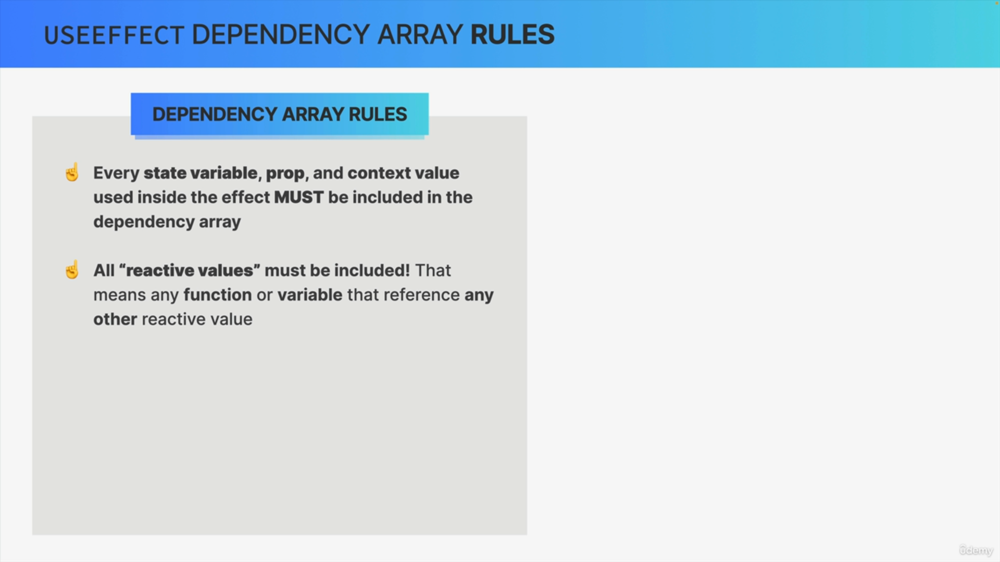 USEEFFECT DEPENDENCY ARRAY RULES
DEPENDENCY ARRAY RULES
☝️ Every state variable, prop, and context value
used inside the effect MUST be included in the
dependency array
☝️ All “reactive values” must be included! That
means any function or variable that reference any
other reactive value
ûdemy